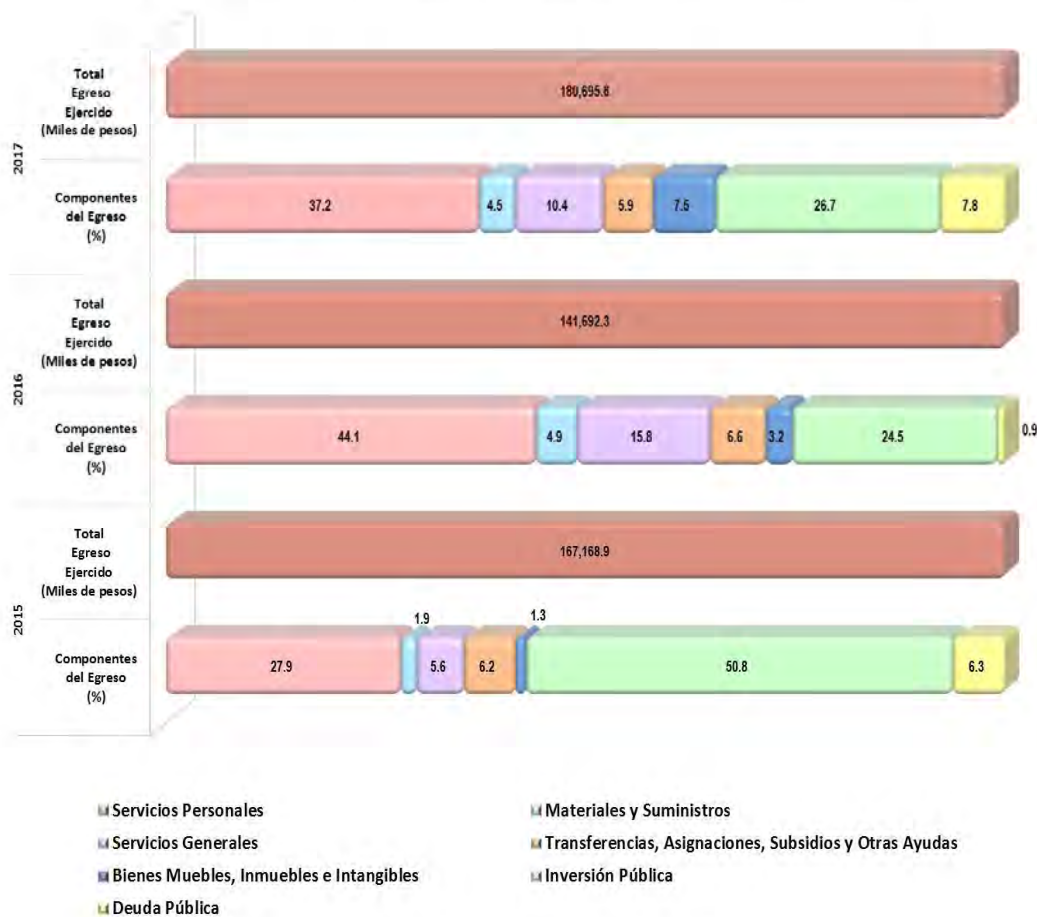 2017
Total
Egreso
Ejercido
(Miles de pesos)
180,695.8
Componentes
del Egreso
(%)
37.2 4.5 10.4 5.9 7.5 26.7 7.8
2016
Total
Egreso
Ejercido
(Miles de pesos)
141,692.3
Componentes
del Egreso
(%)
44.1 4.9 15.8 6.6 3.2 24.5 0.9
2015
Total
Egreso
Ejercido
(Miles de pesos)
167,168.9
Componentes
del Egreso
(%)
27.9 1.9 5.6 6.2 1.3 50.8 6.3
Servicios Personales
Materiales y Suministros
Servicios Generales
Transferencias, Asignaciones, Subsidios y Otras Ayudas
Bienes Muebles, Inmuebles e Intangibles
Inversión Pública
Deuda Pública